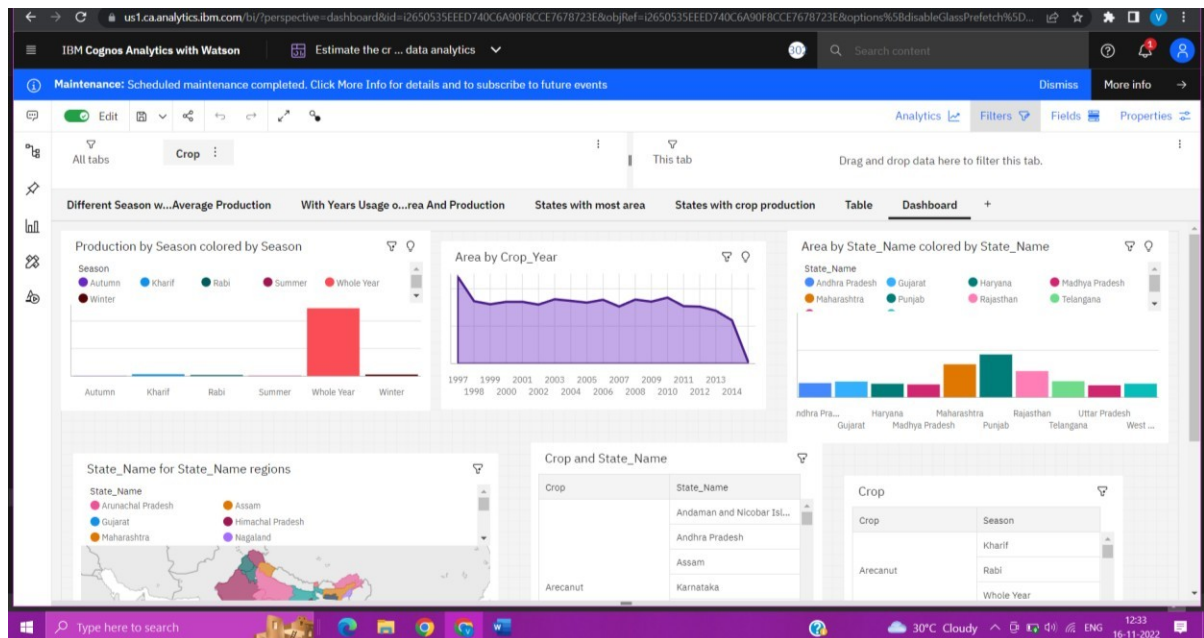 us1.ca.analytics.ibm.com/bi/?perspective=dashboard&id=i2650535EEED740C6A90F8CCE7678723E&objRef=i2650535EEED740C6A90F8CCE7678723E&options%5BdisableGlassPrefetch%5D...
V
IBM Cognos Analytics with Watson
Estimate the cr ... data analytics
Search content
1
Maintenance: Scheduled maintenance completed. Click More Info for details and to subscribe to future events
Dismiss
More info
Edit
Analytics
Filters
Fields
Properties
All tabs
Crop
This tab
Drag and drop data here to filter this tab.
Different Season w...Average Production
With Years Usage o...rea And Production
States with most area
States with crop production
Table
Dashboard
Production by Season colored by Season
Season
Autumn Kharif Rabi Summer Whole Year
Winter
Autumn Kharif Rabi Summer Whole Year Winter
Area by Crop_Year
1997 1999 2001 2003 2005 2007 2009 2011 2013
1998 2000 2002 2004 2006 2008 2010 2012 2014
Area by State_Name colored by State_Name
State_Name
Andhra Pradesh Gujarat Haryana Madhya Pradesh
Maharashtra Punjab Rajasthan Telangana
ndhra Pra... Haryana Maharashtra Rajasthan Uttar Pradesh
Gujarat Madhya Pradesh Punjab Telangana West ...
State_Name for State_Name regions
State_Name
Arunachal Pradesh Assam
Gujarat Himachal Pradesh
Maharashtra Nagaland
Crop and State_Name
Crop State_Name
Andaman and Nicobar Isl...
Andhra Pradesh
Assam
Arecanut Karnataka
Crop
Crop Season
Kharif
Arecanut Rabi
Whole Year
Type here to search
30°C Cloudy
ENG
12:33
16-11-2022